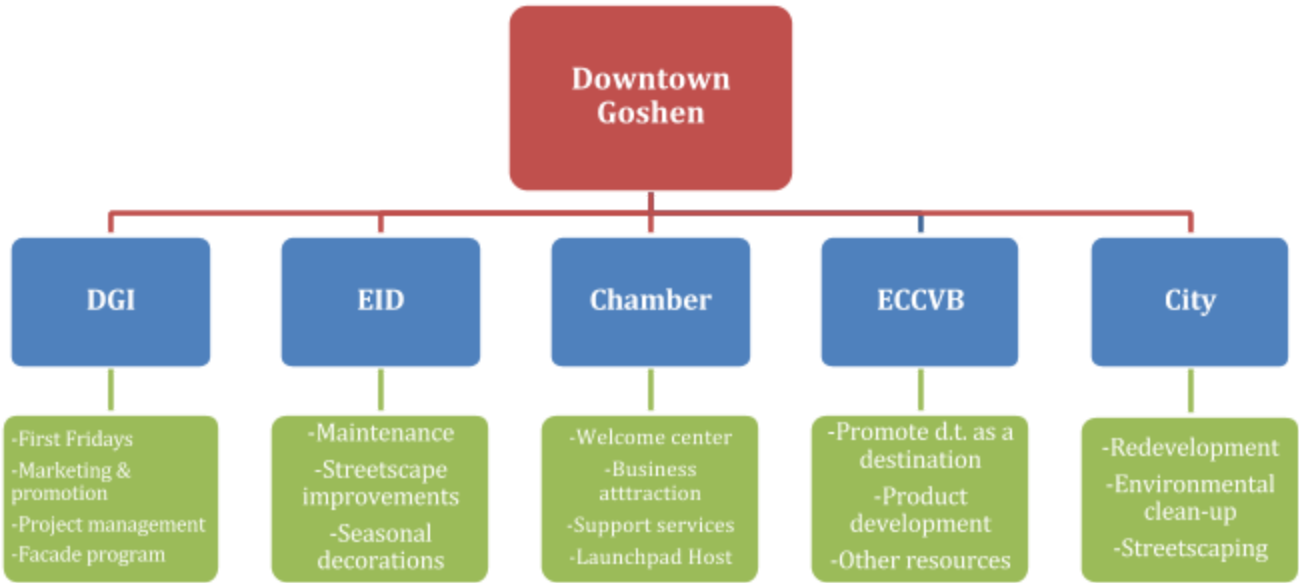 Downtown
Goshen
DGI
EID
Chamber
ECCVB
City
-First Fridays
-Marketing &
promotion
-Project management
-Facade program
-Maintenance
-Streetscape
improvements
-Seasonal
decorations
-Welcome center
-Business
atttraction
-Support services
-Launchpad Host
-Promote d.t. as a
destination
-Product
development
-Other resources
-Redevelopment
-Environmental
clean-up
-Streetscaping